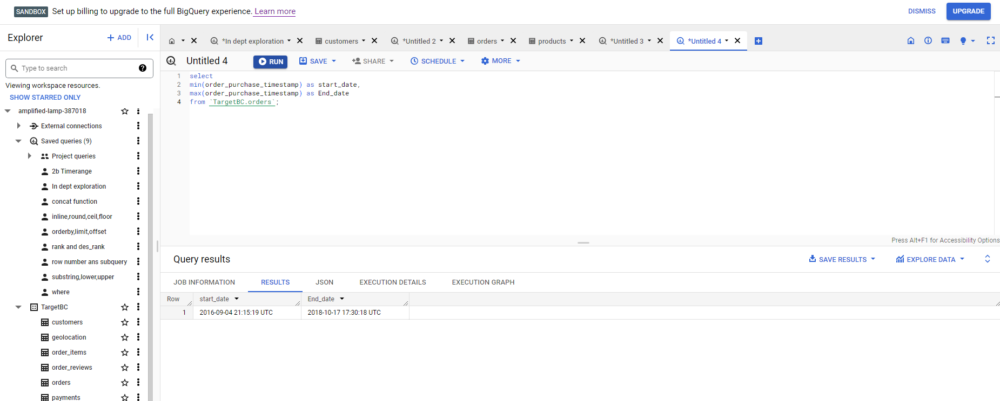 SANDBOX Set up billing to upgrade to the full BigQuery experience. Learn more DISMISS UPGRADE
Explorer + ADD
*In dept exploration customers *Untitled 2 orders products *Untitled 3 *Untitled 4
Type to search
Viewing workspace resources.
SHOW STARRED ONLY
amplified-lamp-387018
External connections
Saved queries (9)
Project queries
2b Timerange
In dept exploration
concat function
inline,round,ceil,floor
orderby,limit,offset
rank and des_rank
row number ans subquery
substring,lower,upper
where
TargetBC
customers
geolocation
order_items
order_reviews
orders
payments
Untitled 4 RUN SAVE SHARE SCHEDULE MORE
1 select
2 min(order_purchase_timestamp) as start_date,
3 max(order_purchase_timestamp) as End_date
4 from `TargetBC.orders`;
Press Alt+F1 for Accessibility Options
Query results SAVE RESULTS EXPLORE DATA
JOB INFORMATION RESULTS JSON EXECUTION DETAILS EXECUTION GRAPH
Row start_date End_date
1 2016-09-04 21:15:19 UTC 2018-10-17 17:30:18 UTC